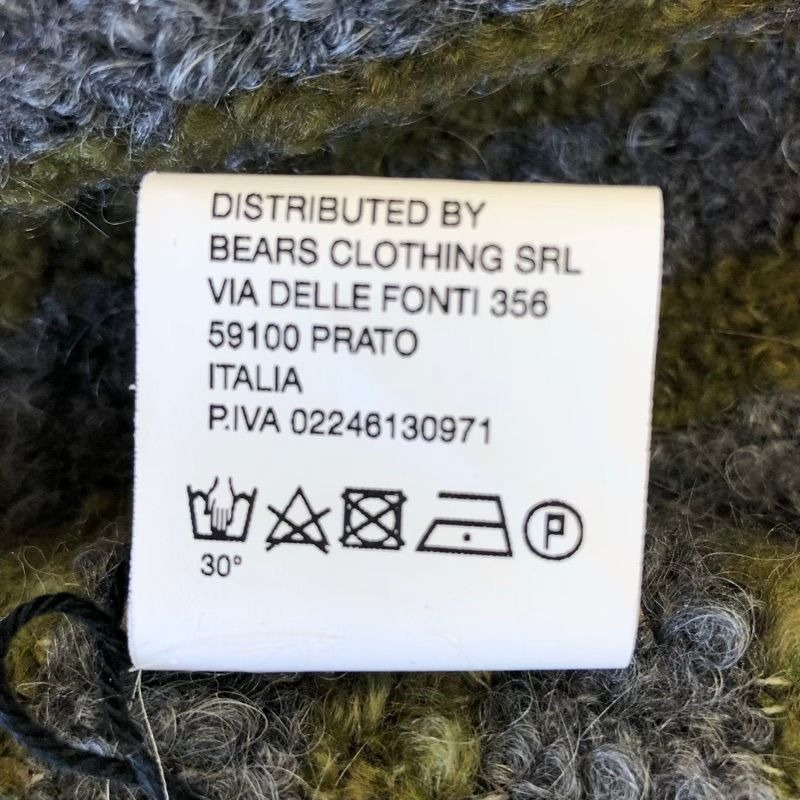 DISTRIBUTED BY
BEARS CLOTHING SRL
VIA DELLE FONTI 356
59100 PRATO
ITALIA
P.IVA 02246130971
P
30°